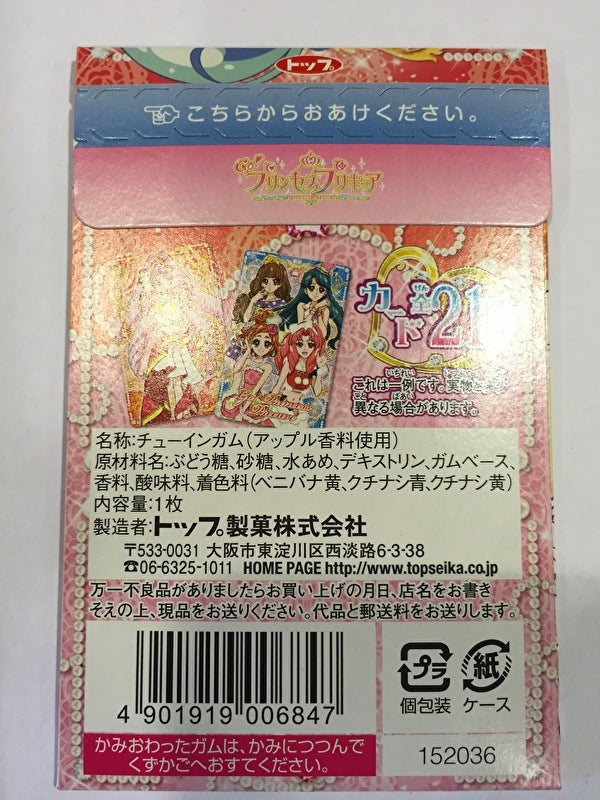 トップ。
こちらからおあけください。
Go!プリンセスプリキュア
カード全21
これは一例です。実物と
異なる場合があります。
名称:チューインガム(アップル香料使用)
原材料名:ぶどう糖、砂糖、水あめ、デキストリン、ガムベース、
香料、酸味料、着色料(ベニバナ黄、クチナシ青、クチナシ黄)
内容量:1枚
製造者:トップ。製菓株式会社
〒533-0031 大阪市東淀川区西淡路6-3-38
☎06-6325-1011 HOME PAGE http://www.topseika.co.jp
万一不良品がありましたらお買い上げの月日、店名をお書き
そえの上、現品をお送りください。代品と郵送料をお送りします。
4 901919 006847
プラ 紙
個包装 ケース
かみおわったガムは、かみにつつんで
くずかごへおすてください。
152036